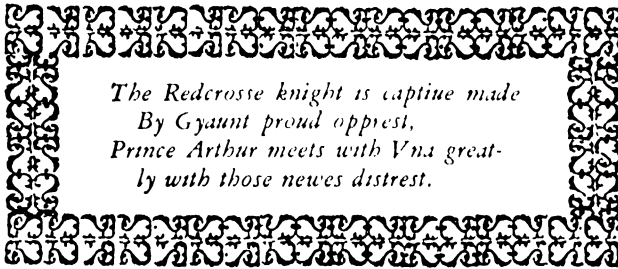 The Redcrosse knight is captiue made
By Gyaunt proud opprest,
Prince Arthur meets with Vna great-
ly with those newes distrest.